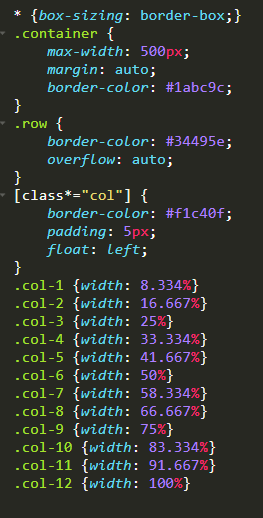 * {box-sizing: border-box;}
.container {
    max-width: 500px;
    margin: auto;
    border-color: #1abc9c;
}
.row {
    border-color: #34495e;
    overflow: auto;
}
[class*="col"] {
    border-color: #f1c40f;
    padding: 5px;
    float: left;
}
.col-1 {width: 8.334%}
.col-2 {width: 16.667%}
.col-3 {width: 25%}
.col-4 {width: 33.334%}
.col-5 {width: 41.667%}
.col-6 {width: 50%}
.col-7 {width: 58.334%}
.col-8 {width: 66.667%}
.col-9 {width: 75%}
.col-10 {width: 83.334%}
.col-11 {width: 91.667%}
.col-12 {width: 100%}